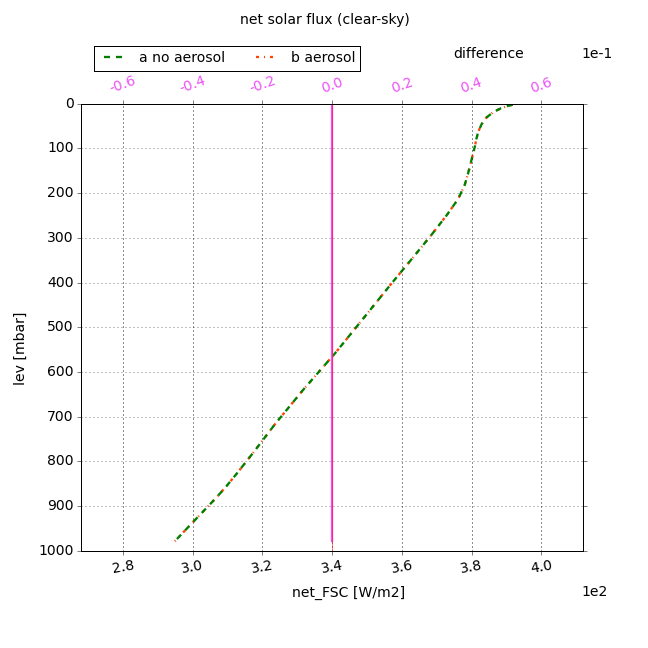 net solar flux (clear-sky)
a no aerosol b aerosol difference 1e-1
-0.6 -0.4 -0.2 0.0 0.2 0.4 0.6
0
100
200
300
400
500
600
700
800
900
1000
lev [mbar]
2.8 3.0 3.2 3.4 3.6 3.8 4.0
net_FSC [W/m2] 1e2